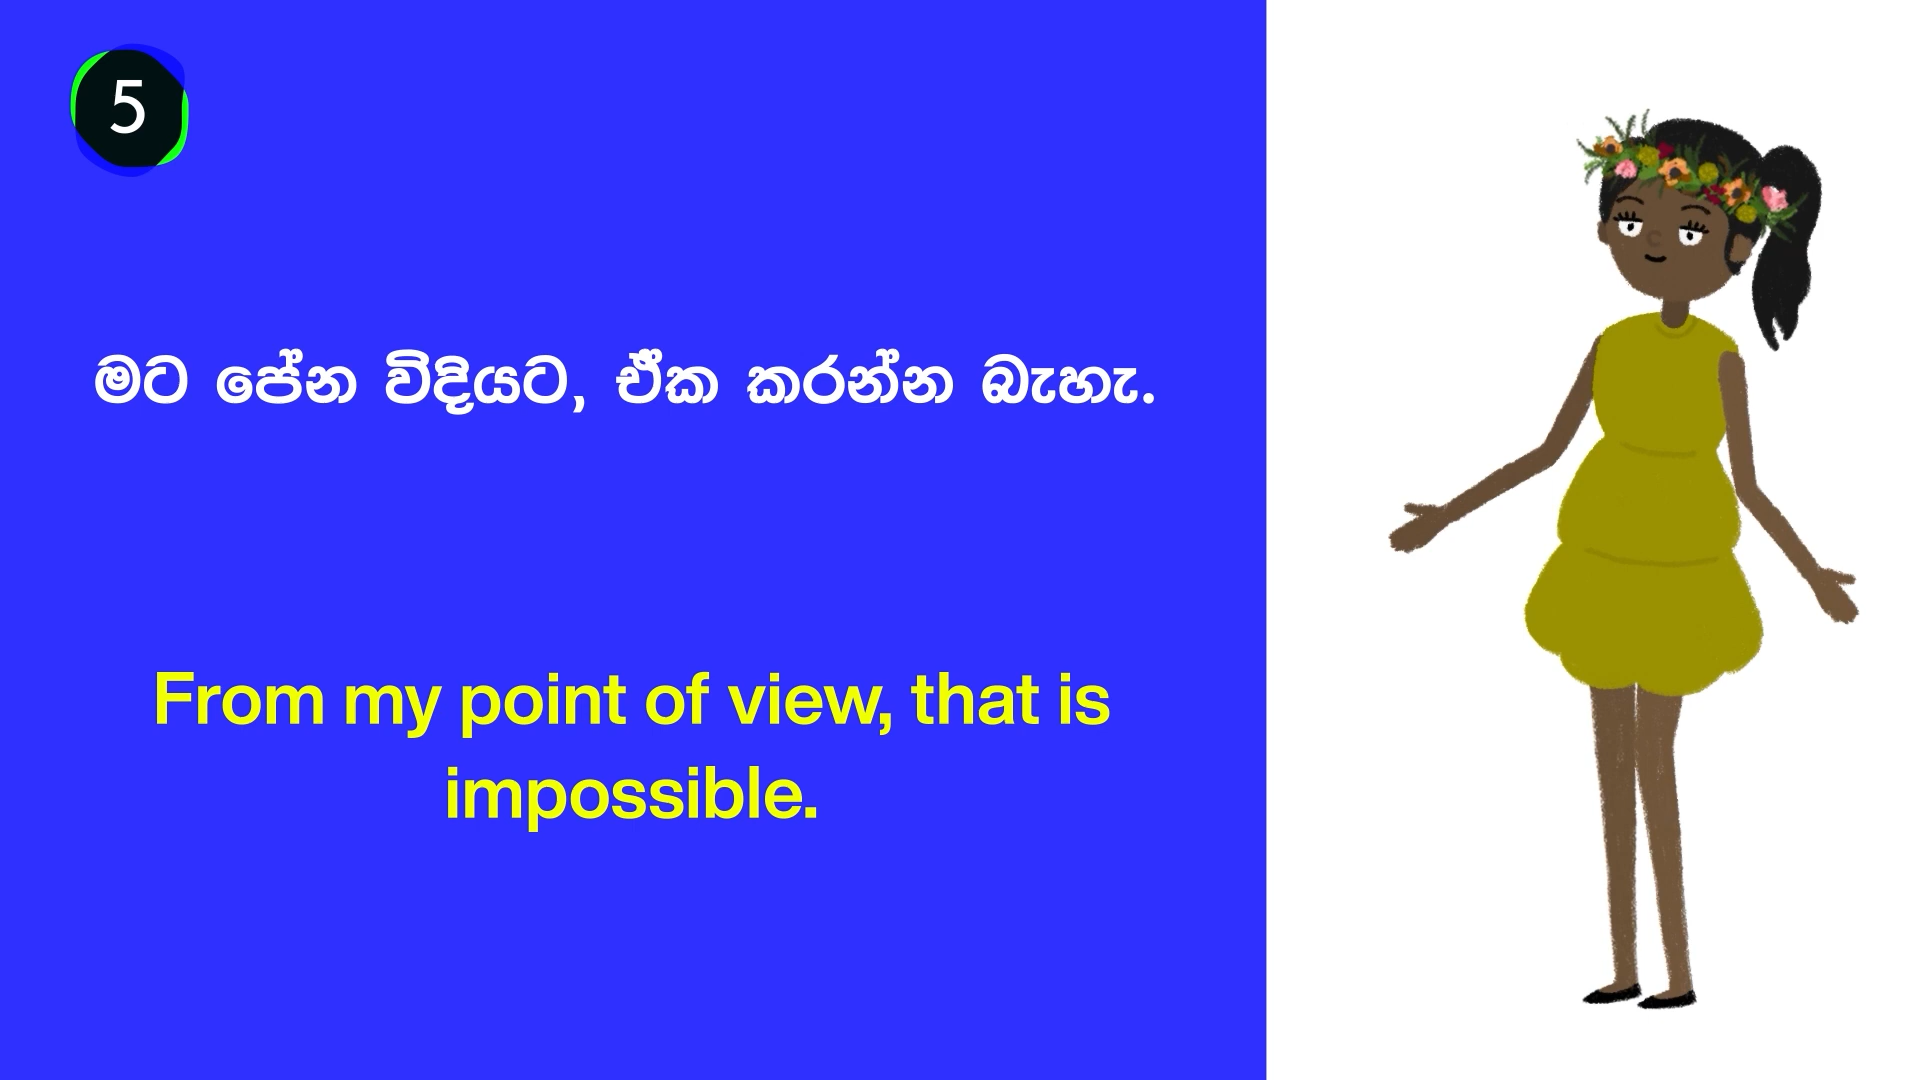 5
මට පේන විදියට, ඒක කරන්න බැහැ.
From my point of view, that is
impossible.